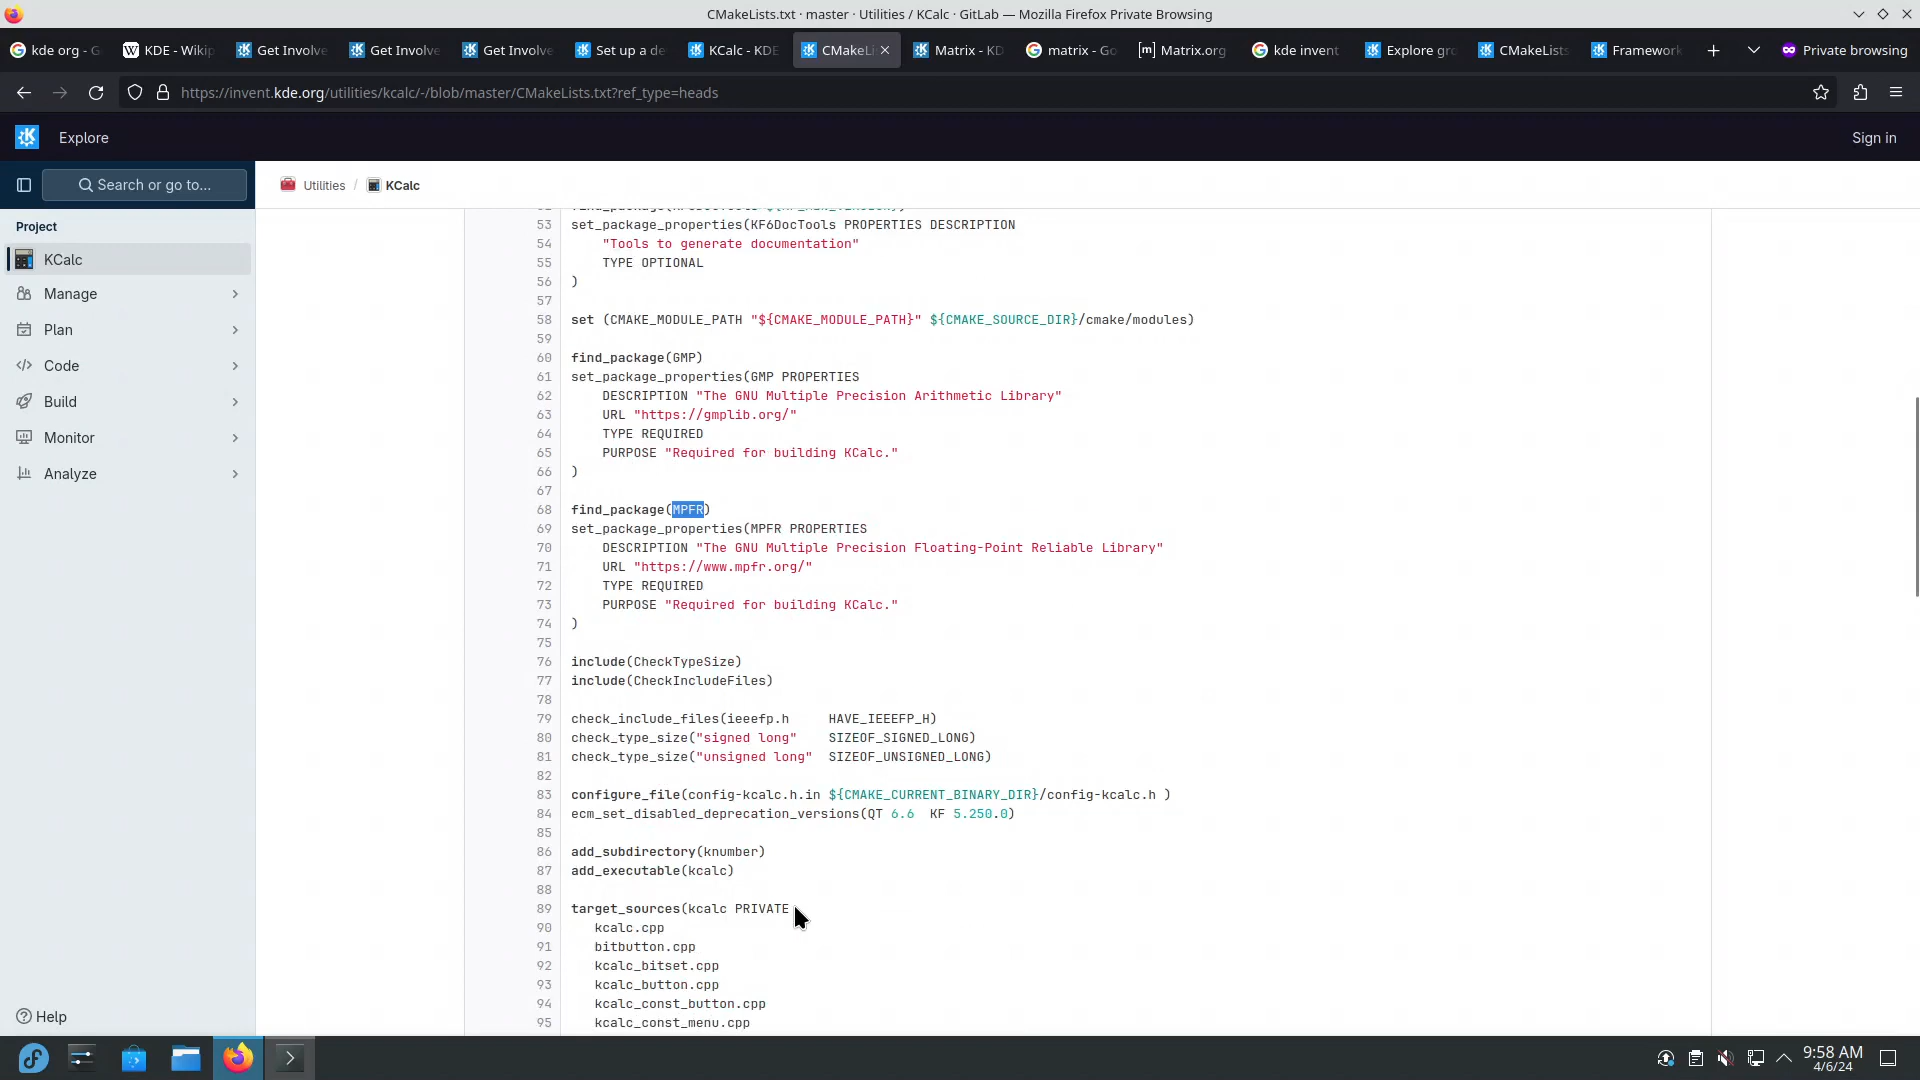 CMakeLists.txt · master · Utilities / KCalc · GitLab — Mozilla Firefox Private Browsing
kde org - G
KDE - Wikip
Get Involve
Get Involve
Get Involve
Set up a de
KCalc - KDE
CMakeLi
Matrix - KD
matrix - Go
Matrix.org
kde invent
Explore gro
CMakeLists
Framework
Private browsing
https://invent.kde.org/utilities/kcalc/-/blob/master/CMakeLists.txt?ref_type=heads
Explore
Sign in
Search or go to...
Utilities / KCalc
Project
KCalc
Manage
Plan
Code
Build
Monitor
Analyze
Help
53 set_package_properties(KF6DocTools PROPERTIES DESCRIPTION
54 "Tools to generate documentation"
55 TYPE OPTIONAL
56 )
57
58 set (CMAKE_MODULE_PATH "${CMAKE_MODULE_PATH}" ${CMAKE_SOURCE_DIR}/cmake/modules)
59
60 find_package(GMP)
61 set_package_properties(GMP PROPERTIES
62 DESCRIPTION "The GNU Multiple Precision Arithmetic Library"
63 URL "https://gmplib.org/"
64 TYPE REQUIRED
65 PURPOSE "Required for building KCalc."
66 )
67
68 find_package(MPFR)
69 set_package_properties(MPFR PROPERTIES
70 DESCRIPTION "The GNU Multiple Precision Floating-Point Reliable Library"
71 URL "https://www.mpfr.org/"
72 TYPE REQUIRED
73 PURPOSE "Required for building KCalc."
74 )
75
76 include(CheckTypeSize)
77 include(CheckIncludeFiles)
78
79 check_include_files(ieeefp.h HAVE_IEEEFP_H)
80 check_type_size("signed long" SIZEOF_SIGNED_LONG)
81 check_type_size("unsigned long" SIZEOF_UNSIGNED_LONG)
82
83 configure_file(config-kcalc.h.in ${CMAKE_CURRENT_BINARY_DIR}/config-kcalc.h )
84 ecm_set_disabled_deprecation_versions(QT 6.6 KF 5.250.0)
85
86 add_subdirectory(knumber)
87 add_executable(kcalc)
88
89 target_sources(kcalc PRIVATE
90 kcalc.cpp
91 bitbutton.cpp
92 kcalc_bitset.cpp
93 kcalc_button.cpp
94 kcalc_const_button.cpp
95 kcalc_const_menu.cpp
9:58 AM
4/6/24